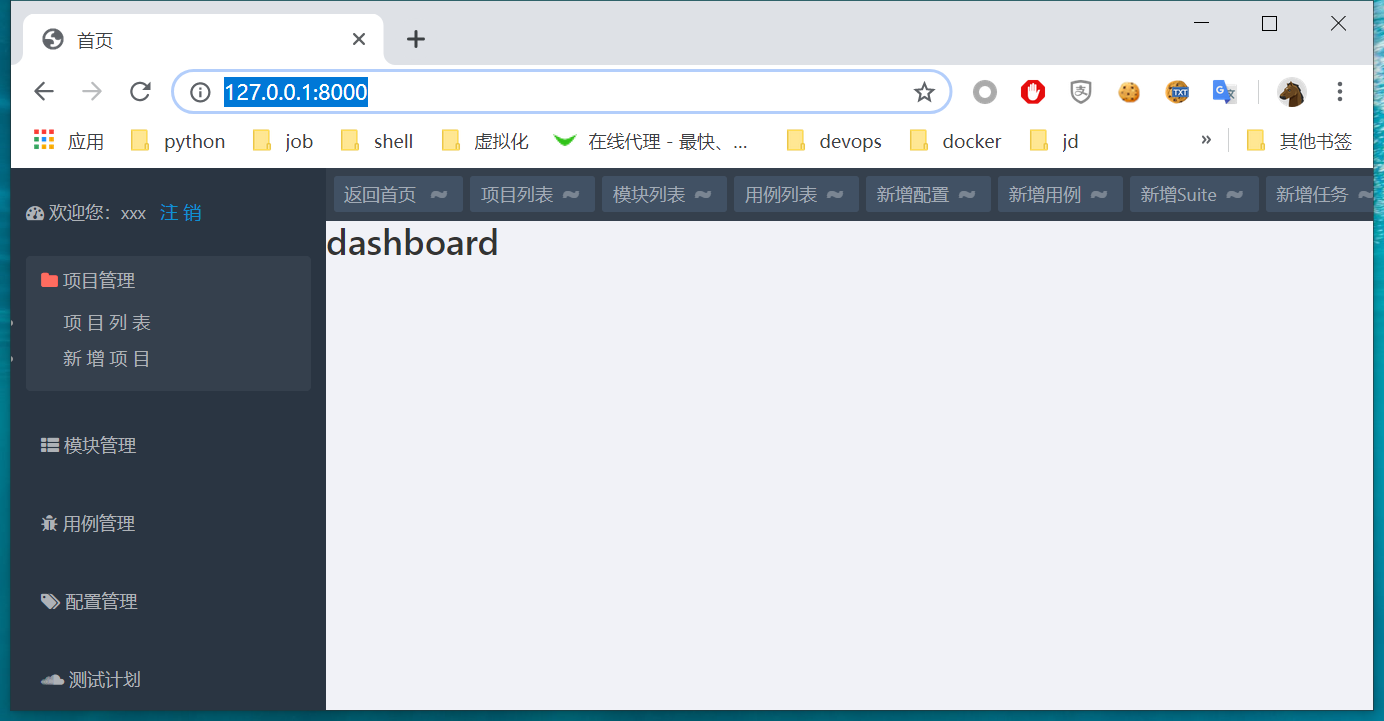 首页
127.0.0.1:8000
应用 python job shell 虚拟化 在线代理 - 最快、... devops docker jd » 其他书签
欢迎您：xxx 注 销
返回首页 项目列表 模块列表 用例列表 新增配置 新增用例 新增Suite 新增任务
dashboard
项目管理
项 目 列 表
新 增 项 目
模块管理
用例管理
配置管理
测试计划